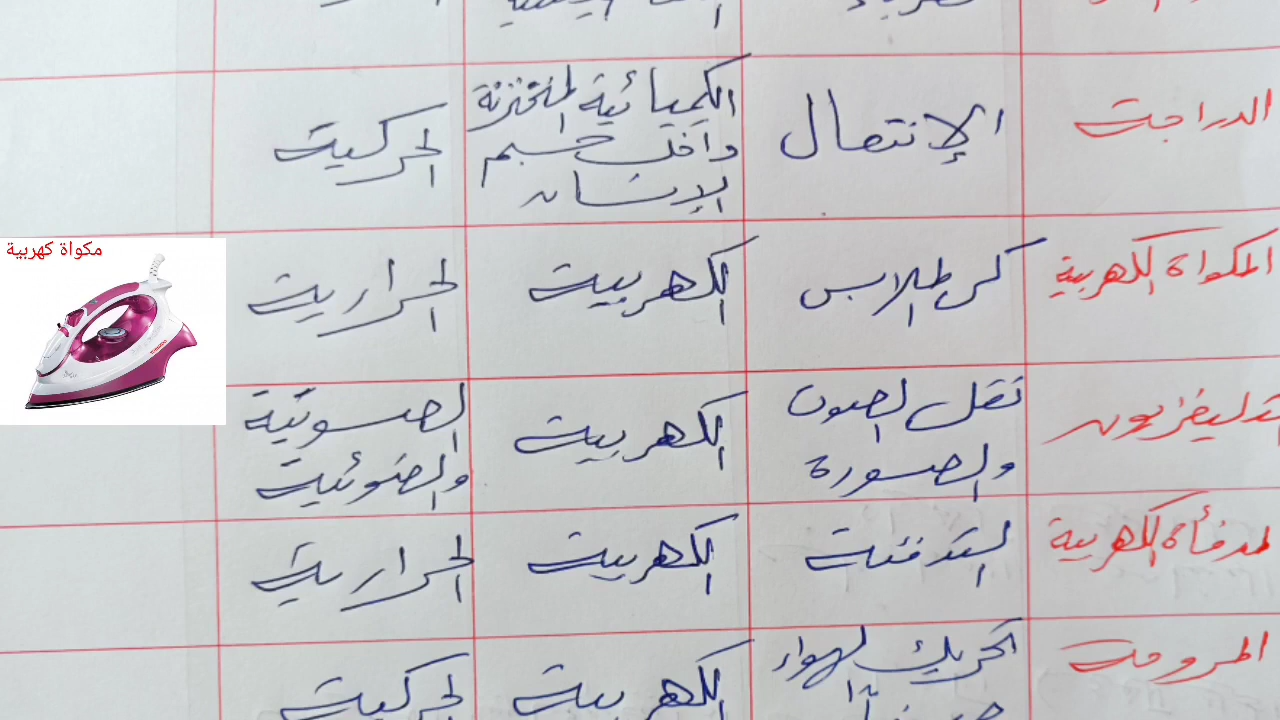 الدراجة
الإنتقال
الكيميائية المختزنة
داخل جسم
الإنسان
الحركية
المكواة الكهربية
كى الملابس
الكهربية
الحرارية
مكواة كهربية
التليفزيون
نقل الصوت
والصورة
الكهربية
الصوتية
والضوئية
المدفأة الكهربية
التدفئة
الكهربية
الحرارية
المروحة
تحريك الهواء
الكهربية
الحركية